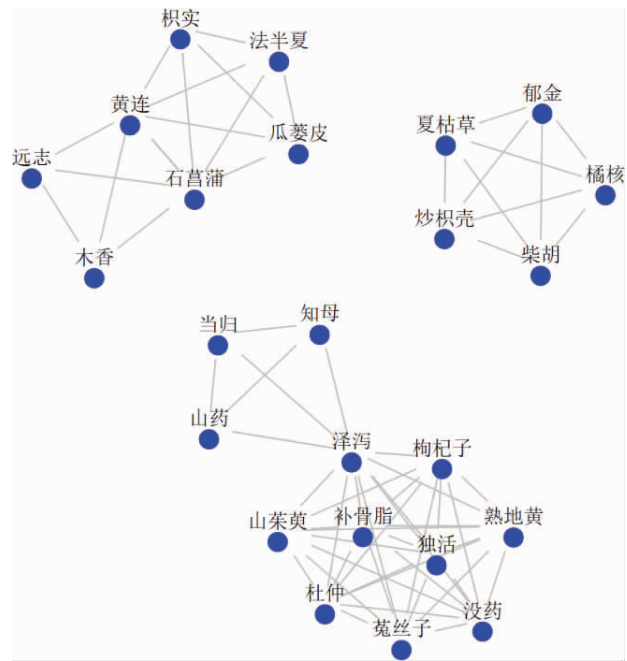 枳实
法半夏
黄连
瓜蒌皮
远志
石菖蒲
木香
郁金
夏枯草
橘核
炒枳壳
柴胡
当归
知母
山药
泽泻
枸杞子
山茱萸
补骨脂
熟地黄
独活
杜仲
菟丝子
没药